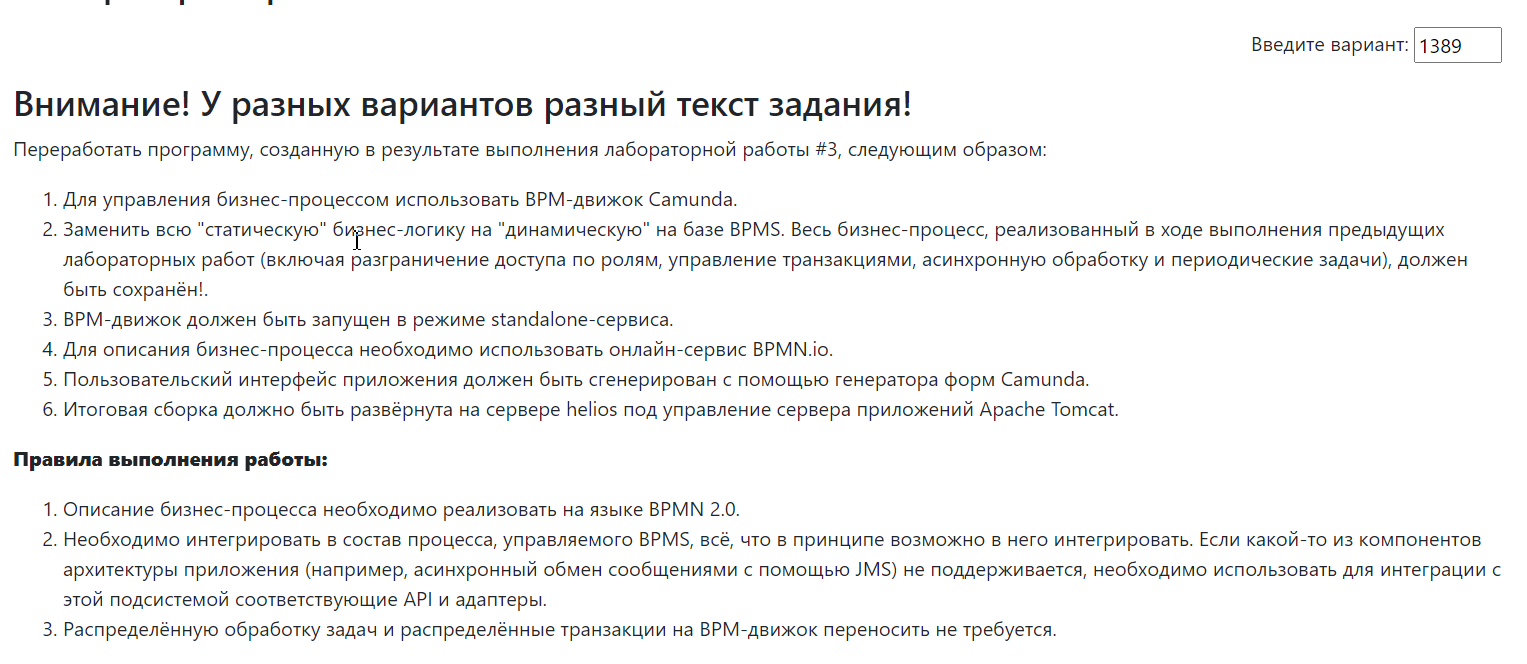 Введите вариант: 1389
Внимание! У разных вариантов разный текст задания!
Переработать программу, созданную в результате выполнения лабораторной работы #3, следующим образом:
1. Для управления бизнес-процессом использовать BPM-движок Camunda.
2. Заменить всю "статическую" бизнес-логику на "динамическую" на базе BPMS. Весь бизнес-процесс, реализованный в ходе выполнения предыдущих
лабораторных работ (включая разграничение доступа по ролям, управление транзакциями, асинхронную обработку и периодические задачи), должен
быть сохранён!.
3. BPM-движок должен быть запущен в режиме standalone-сервиса.
4. Для описания бизнес-процесса необходимо использовать онлайн-сервис BPMN.io.
5. Пользовательский интерфейс приложения должен быть сгенерирован с помощью генератора форм Camunda.
6. Итоговая сборка должно быть развёрнута на сервере helios под управление сервера приложений Apache Tomcat.
Правила выполнения работы:
1. Описание бизнес-процесса необходимо реализовать на языке BPMN 2.0.
2. Необходимо интегрировать в состав процесса, управляемого BPMS, всё, что в принципе возможно в него интегрировать. Если какой-то из компонентов
архитектуры приложения (например, асинхронный обмен сообщениями с помощью JMS) не поддерживается, необходимо использовать для интеграции с
этой подсистемой соответствующие API и адаптеры.
3. Распределённую обработку задач и распределённые транзакции на BPM-движок переносить не требуется.